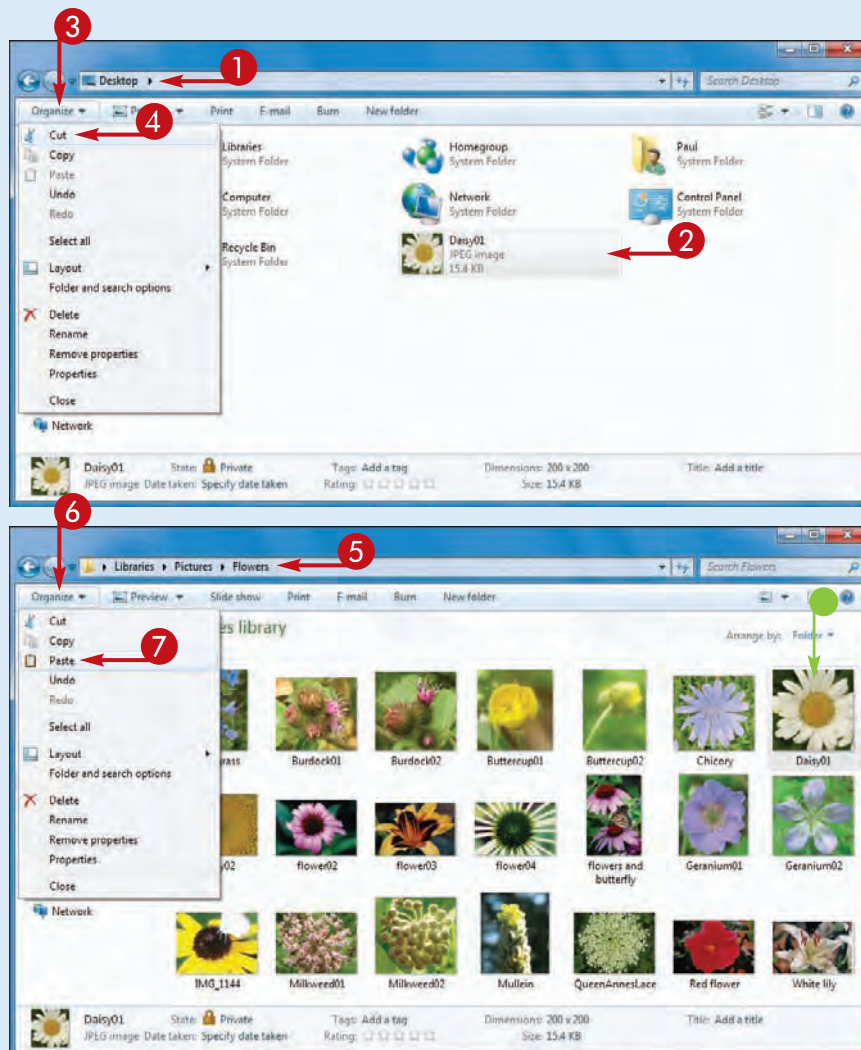 3
1
Desktop
Search Desktop
Organize
Print E-mail Burn New folder
4
Cut
Copy
Paste
Undo
Redo
Select all
Layout
Folder and search options
Delete
Rename
Remove properties
Properties
Close
Network
Libraries
System Folder
Homegroup
System Folder
Paul
System Folder
Computer
System Folder
Network
System Folder
Control Panel
System Folder
Recycle Bin
System Folder
Daisy01
JPEG image
15.4 KB
2
Daisy01 State: Private Tags: Add a tag Dimensions: 200 x 200 Title: Add a title
JPEG image Date taken: Specify date taken Rating: Size: 15.4 KB
6
5
Libraries Pictures Flowers
Search Flowers
Organize Preview Slide show Print E-mail Burn New folder
7
Cut
Copy
Paste
Undo
Redo
Select all
Layout
Folder and search options
Delete
Rename
Remove properties
Properties
Close
Network
es library
Arrange by: Folder
rass Burdock01 Burdock02 Buttercup01 Buttercup02 Chicory Daisy01
02 flower02 flower03 flower04 flowers and butterfly Geranium01 Geranium02
IMG_1144 Milkweed01 Milkweed02 Mullein QueenAnnesLace Red flower White lily
Daisy01 State: Private Tags: Add a tag Dimensions: 200 x 200 Title: Add a title
JPEG image Date taken: Specify date taken Rating: Size: 15.4 KB